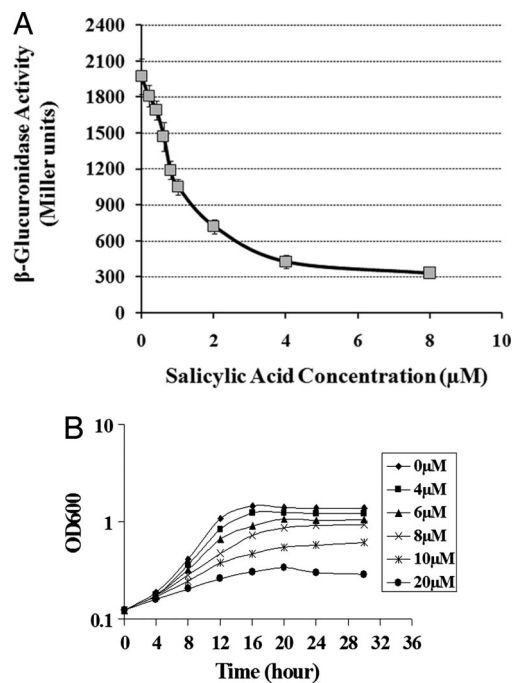 A
β-Glucuronidase Activity
(Miller units)
2400
2100
1800
1500
1200
900
600
300
0
0 2 4 6 8 10
Salicylic Acid Concentration (µM)
B
OD600
10
1
0.1
0 4 8 12 16 20 24 28 32 36
Time (hour)
0µM
4µM
6µM
8µM
10µM
20µM